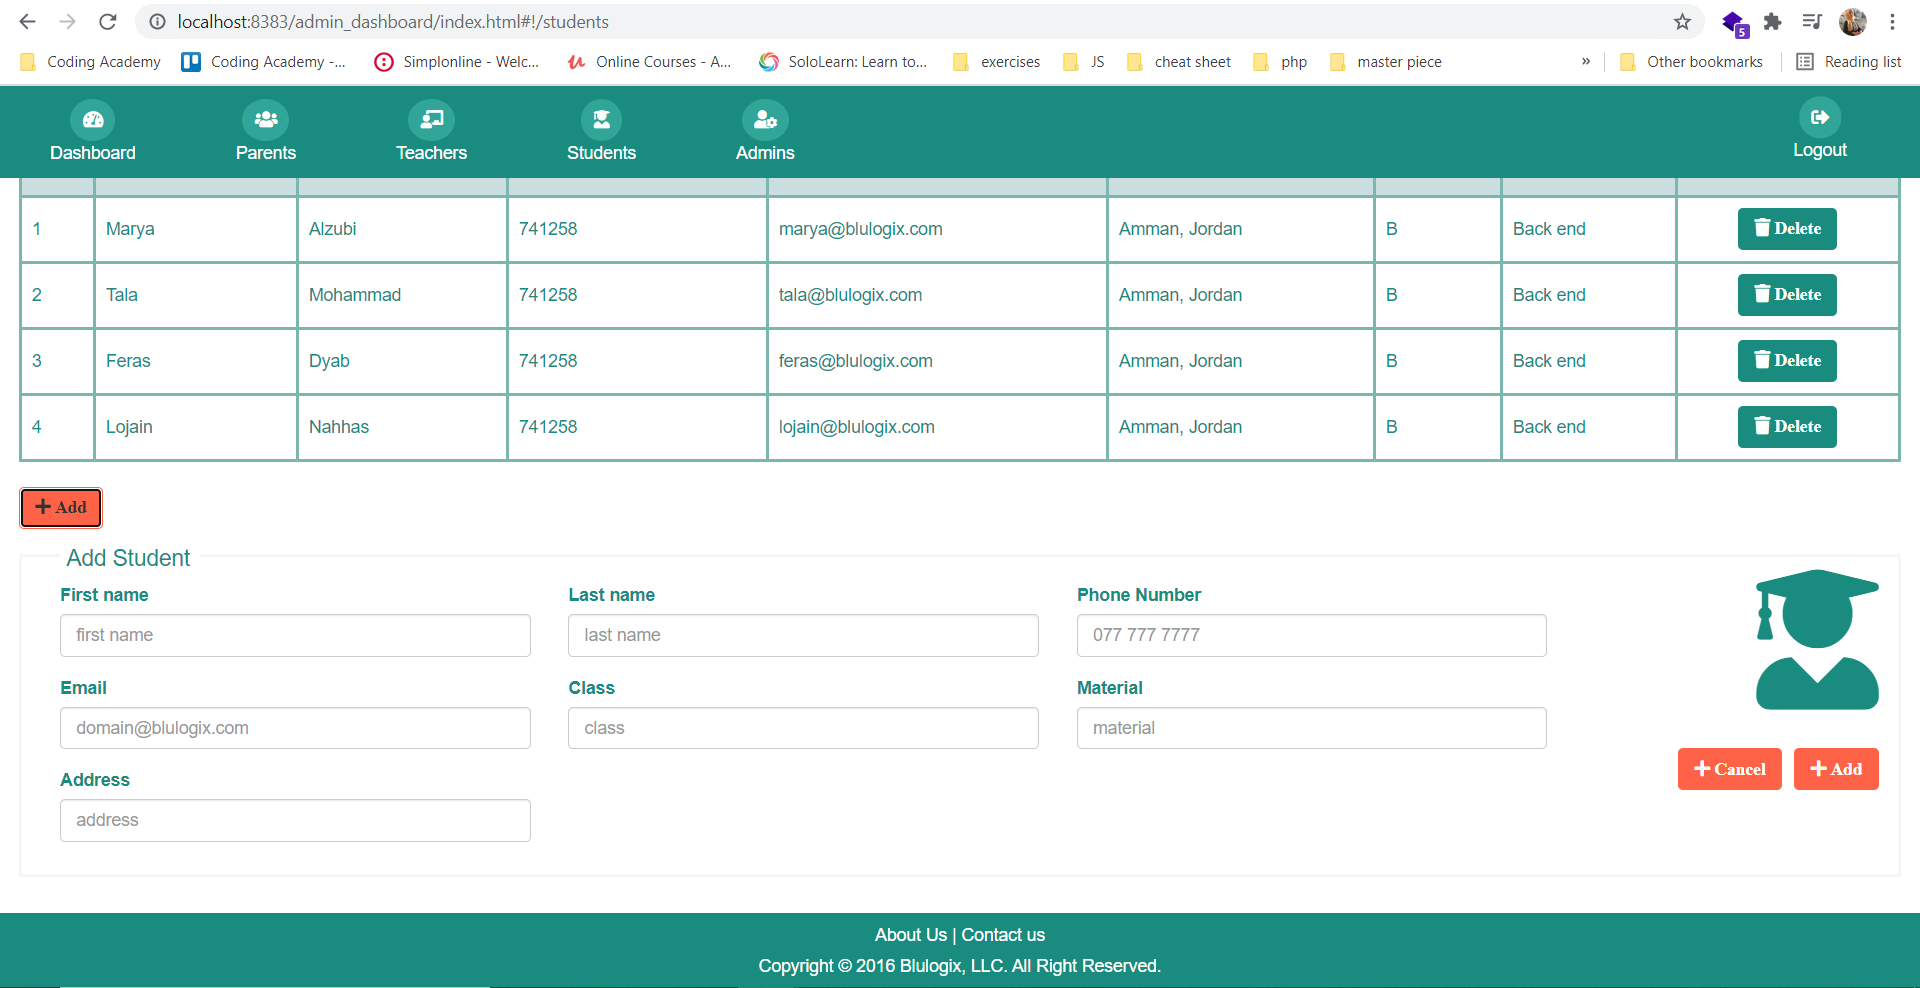 localhost:8383/admin_dashboard/index.html#!/students
5
Coding Academy Coding Academy -... Simplonline - Welc... Online Courses - A... SoloLearn: Learn to... exercises JS cheat sheet php master piece » Other bookmarks Reading list
Dashboard Parents Teachers Students Admins Logout
1 Marya Alzubi 741258 marya@blulogix.com Amman, Jordan B Back end Delete
2 Tala Mohammad 741258 tala@blulogix.com Amman, Jordan B Back end Delete
3 Feras Dyab 741258 feras@blulogix.com Amman, Jordan B Back end Delete
4 Lojain Nahhas 741258 lojain@blulogix.com Amman, Jordan B Back end Delete
+ Add
Add Student
First name Last name Phone Number
first name last name 077 777 7777
Email Class Material
domain@blulogix.com class material
+ Cancel + Add
Address
address
About Us | Contact us
Copyright © 2016 Blulogix, LLC. All Right Reserved.